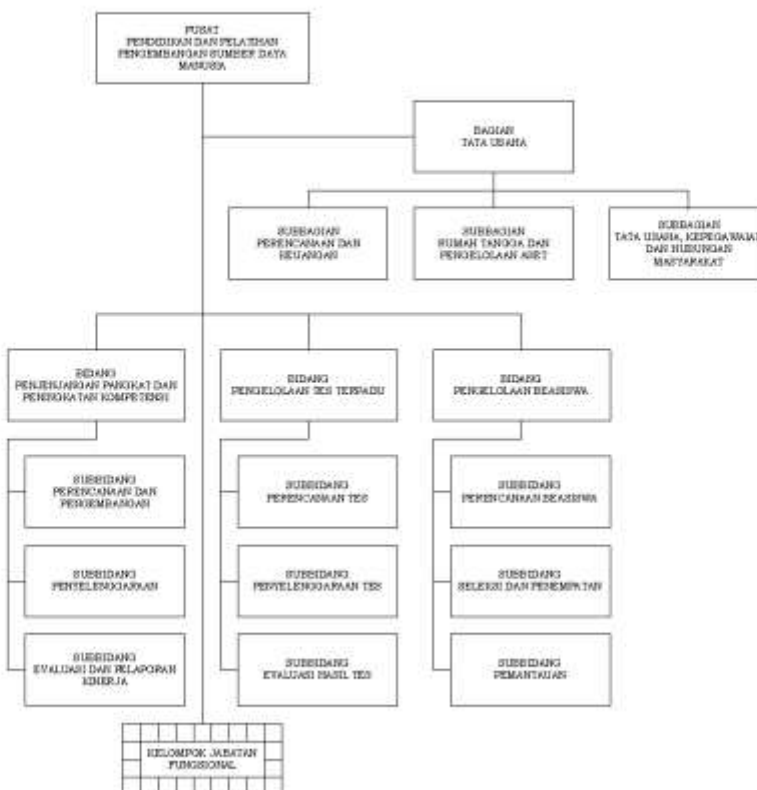 PUSAT
PENDIDIKAN DAN PELATIHAN
PENGEMBANGAN SUMBER DAYA
MANUSIA
BAGIAN
TATA USAHA
SUBBAGIAN
PERENCANAAN DAN
KEUANGAN
SUBBAGIAN
RUMAH TANGGA DAN
PENGELOLAAN ASET
SUBBAGIAN
TATA USAHA, KEPEGAWAIAN
DAN HUBUNGAN
MASYARAKAT
BIDANG
PENJENJANGAN PANGKAT DAN
PENINGKATAN KOMPETENSI
BIDANG
PENGELOLAAN TES TERPADU
BIDANG
PENGELOLAAN BEASISWA
SUBBIDANG
PERENCANAAN DAN
PENGEMBANGAN
SUBBIDANG
PERENCANAAN TES
SUBBIDANG
PERENCANAAN BEASISWA
SUBBIDANG
PENYELENGGARAAN
SUBBIDANG
PENYELENGGARAAN TES
SUBBIDANG
SELEKSI DAN PENEMPATAN
SUBBIDANG
EVALUASI DAN PELAPORAN
KINERJA
SUBBIDANG
EVALUASI HASIL TES
SUBBIDANG
PEMANTAUAN
KELOMPOK JABATAN
FUNGSIONAL